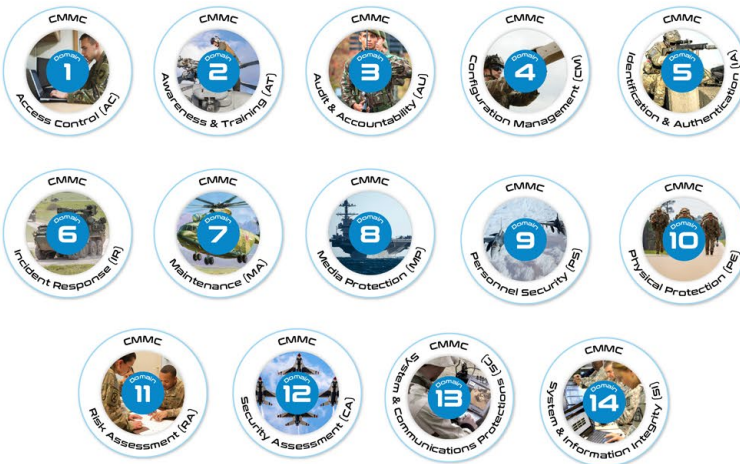 CMMC
Domain
1
Access Control (AC)
CMMC
Domain
2
Awareness & Training (AT)
CMMC
Domain
3
Audit & Accountability (AU)
CMMC
Domain
4
Configuration Management (CM)
CMMC
Domain
5
Identification & Authentication (IA)
CMMC
Domain
6
Incident Response (IR)
CMMC
Domain
7
Maintenance (MA)
CMMC
Domain
8
Media Protection (MP)
CMMC
Domain
9
Personnel Security (PS)
CMMC
Domain
10
Physical Protection (PE)
CMMC
Domain
11
Risk Assessment (RA)
CMMC
Domain
12
Security Assessment (CA)
CMMC
Domain
13
System & Communications Protections (SC)
CMMC
Domain
14
System & Information Integrity (SI)